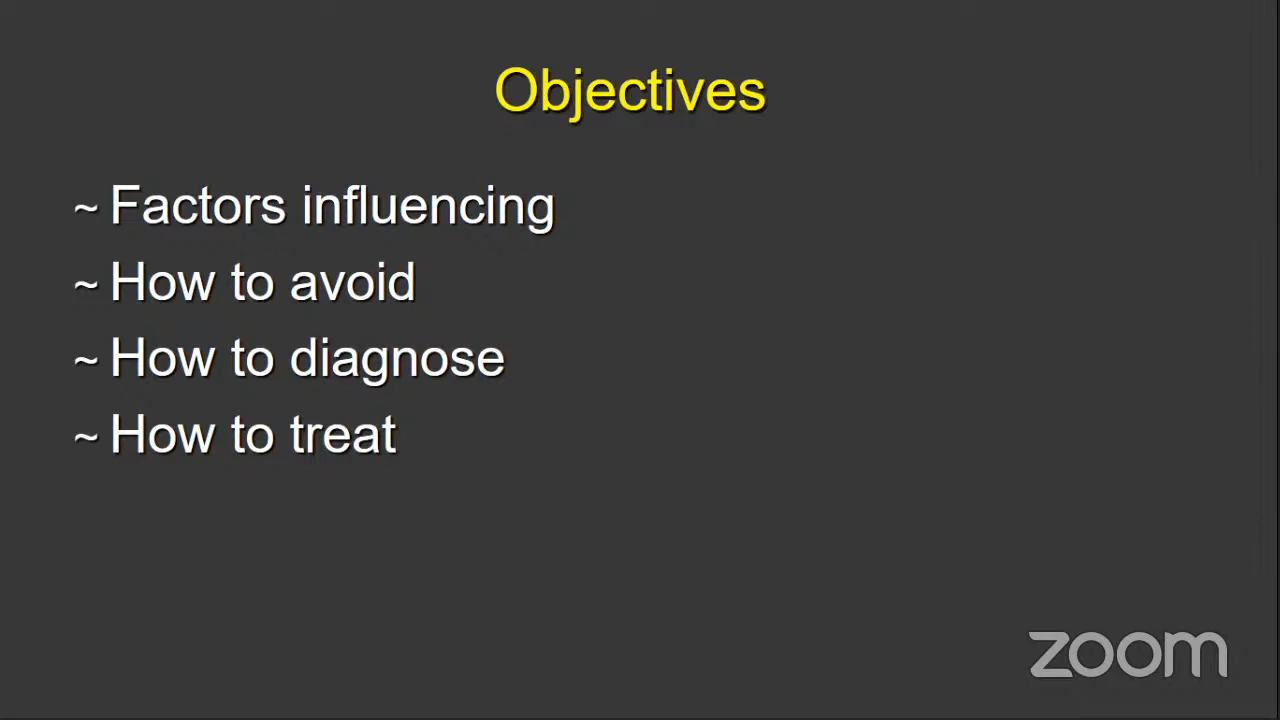 Objectives
~ Factors influencing
~ How to avoid
~ How to diagnose
~ How to treat
zoom